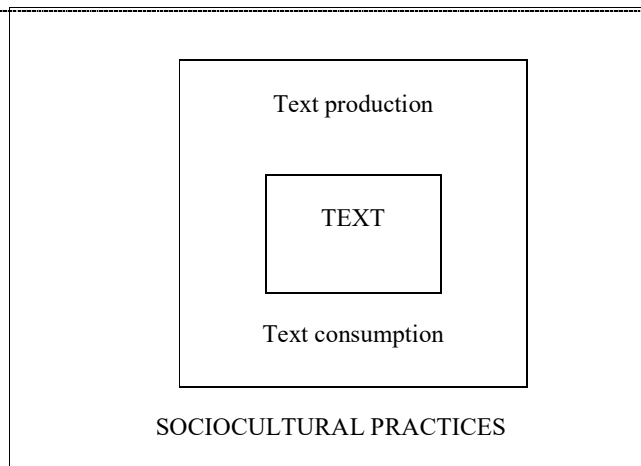 Text production
TEXT
Text consumption
SOCIOCULTURAL PRACTICES